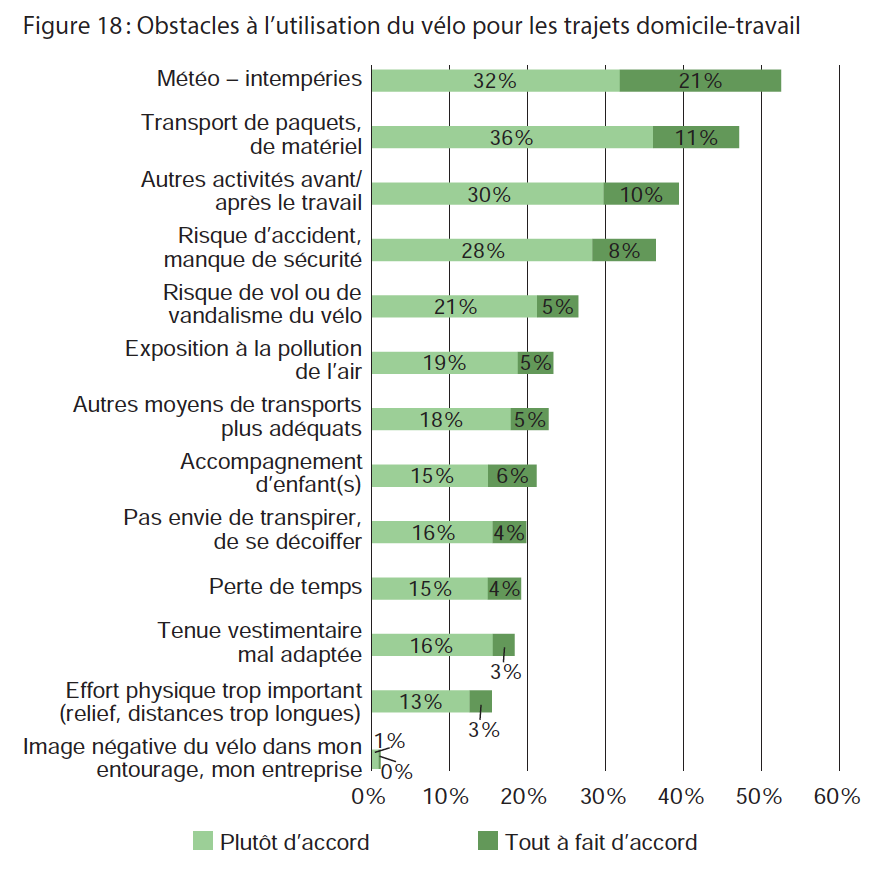 Figure 18 : Obstacles à l’utilisation du vélo pour les trajets domicile-travail
Météo – intempéries
32 %
21 %
Transport de paquets,
de matériel
36 %
11 %
Autres activités avant/
après le travail
30 %
10 %
Risque d’accident,
manque de sécurité
28 %
8 %
Risque de vol ou de
vandalisme du vélo
21 %
5 %
Exposition à la pollution
de l’air
19 %
5 %
Autres moyens de transports
plus adéquats
18 %
5 %
Accompagnement
d’enfant(s)
15 %
6 %
Pas envie de transpirer,
de se décoiffer
16 %
4 %
Perte de temps
15 %
4 %
Tenue vestimentaire
mal adaptée
16 %
3 %
Effort physique trop important
(relief, distances trop longues)
13 %
3 %
Image négative du vélo dans mon
entourage, mon entreprise
1 %
0 %
0 % 10 % 20 % 30 % 40 % 50 % 60 %
Plutôt d’accord
Tout à fait d’accord